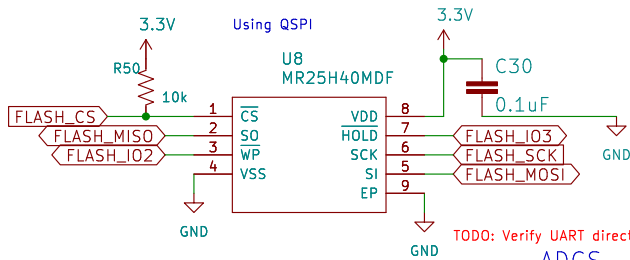 Using QSPI
3.3V
3.3V
R50
10k
U8
MR25H40MDF
C30
0.1uF
FLASH_CS
1
CS
VDD
8
FLASH_MISO
2
SO
HOLD
7
FLASH_IO3
FLASH_IO2
3
WP
SCK
6
FLASH_SCK
4
VSS
SI
5
FLASH_MOSI
EP
9
GND
GND
GND
TODO: Verify UART direct
ADCS